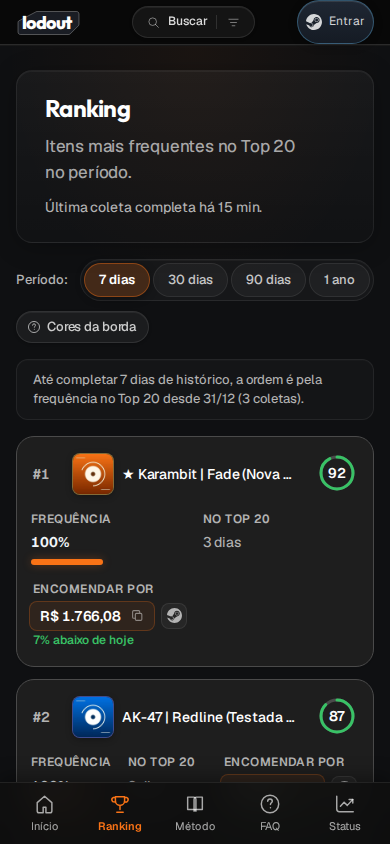 lodout
Buscar
Entrar
Ranking
Itens mais frequentes no Top 20
no período.
Última coleta completa há 15 min.
Período:
7 dias
30 dias
90 dias
1 ano
Cores da borda
Até completar 7 dias de histórico, a ordem é pela
frequência no Top 20 desde 31/12 (3 coletas).
#1
★ Karambit | Fade (Nova ...
92
FREQUÊNCIA
NO TOP 20
100%
3 dias
ENCOMENDAR POR
R$ 1.766,08
7% abaixo de hoje
#2
AK-47 | Redline (Testada ...
87
FREQUÊNCIA
NO TOP 20
ENCOMENDAR POR
Início
Ranking
Método
FAQ
Status